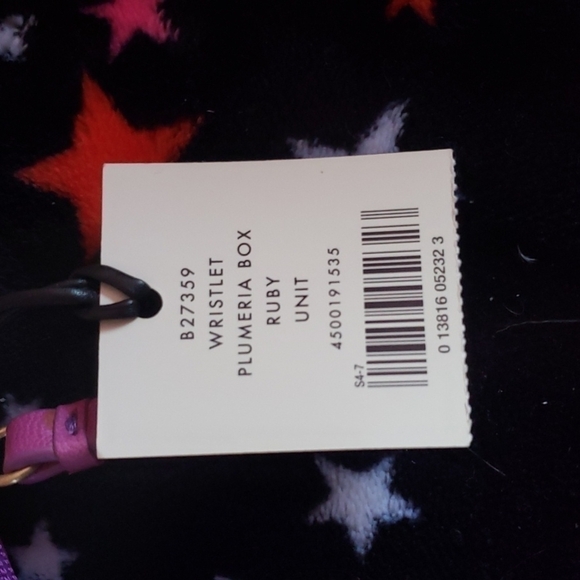 B27359
WRISTLET
PLUMERIA BOX
RUBY
UNIT
4500191535
S4-7
0 13816 05232 3